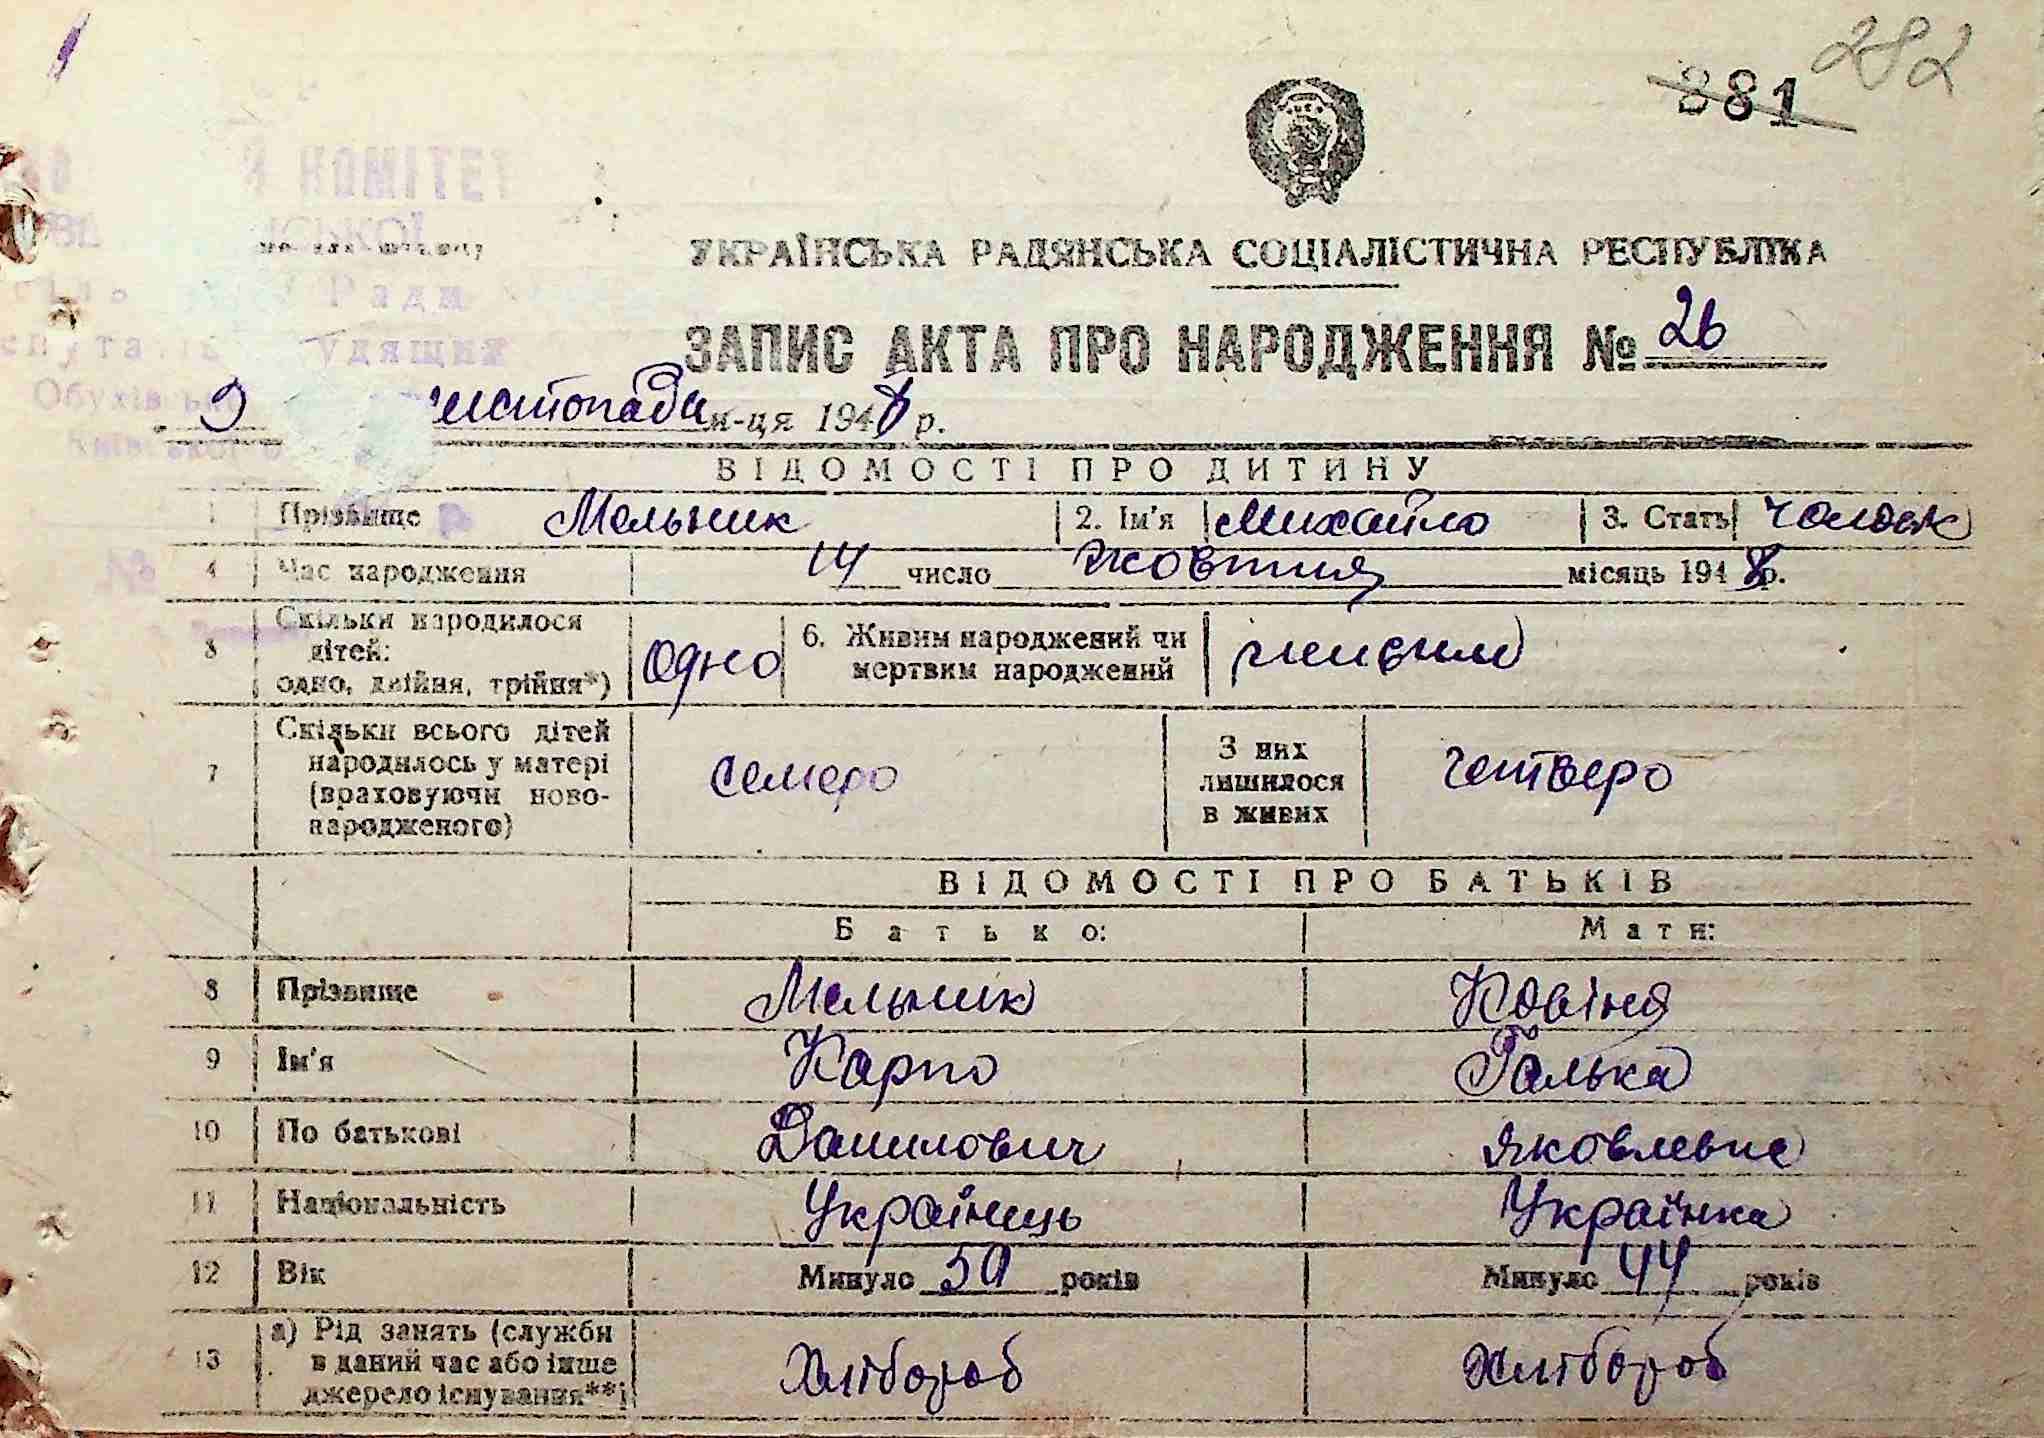 282
881
КОМІТЕТ
СЬКОЇ
Ради
УКРАЇНСЬКА РАДЯНСЬКА СОЦІАЛІСТИЧНА РЕСПУБЛІКА
ЗАПИС АКТА ПРО НАРОДЖЕННЯ № 26
9 листопада м-ця 1948 р.
ВІДОМОСТІ ПРО ДИТИНУ
1 Прізвище Мельник 2. Ім'я Михайло 3. Стать чоловік
4 Час народження 14 число жовтня місяць 1948 р.
5 Скільки народилося дітей: одно, двійня, трійня*) одно 6. Живим народжений чи мертвим народжений живим
7 Скільки всього дітей народилось у матері (враховуючи новонародженого) семеро З них лишилося в живих четверо
ВІДОМОСТІ ПРО БАТЬКІВ
Батько: Мати:
8 Прізвище Мельник Ковіня
9 Ім'я Карпо Галька
10 По батькові Данилович Яковлевна
11 Національність Українець Українка
12 Вік Минуло 50 років Минуло 44 років
13 а) Рід занять (служби в даний час або інше джерело існування**) Хлібороб Хлібороб